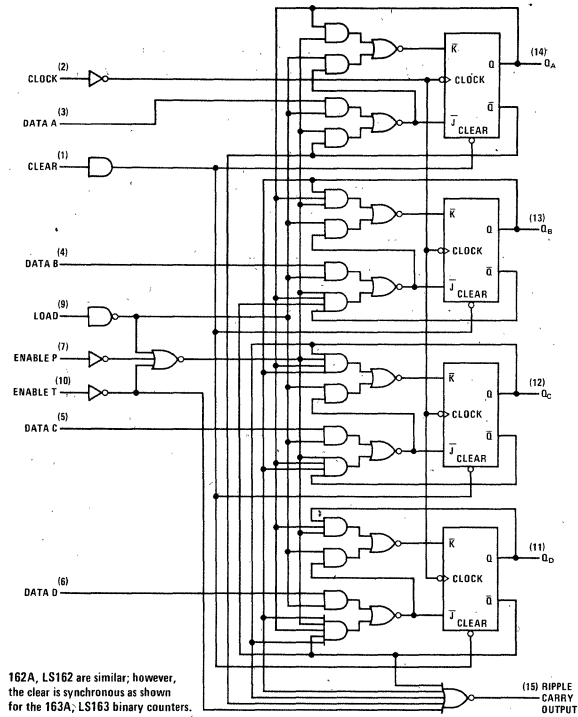 (2)
CLOCK
(3)
DATA A
(1)
CLEAR
(4)
DATA B
(9)
LOAD
(7)
ENABLE P
(10)
ENABLE T
(5)
DATA C
(6)
DATA D
K̅
Q
(14)
QA
CLOCK
Q̅
J̅
CLEAR
K̅
Q
(13)
QB
CLOCK
Q̅
J̅
CLEAR
K̅
Q
(12)
QC
CLOCK
Q̅
J̅
CLEAR
K̅
Q
(11)
QD
CLOCK
Q̅
J̅
CLEAR
(15) RIPPLE
CARRY
OUTPUT
162A, LS162 are similar; however,
the clear is synchronous as shown
for the 163A, LS163 binary counters.